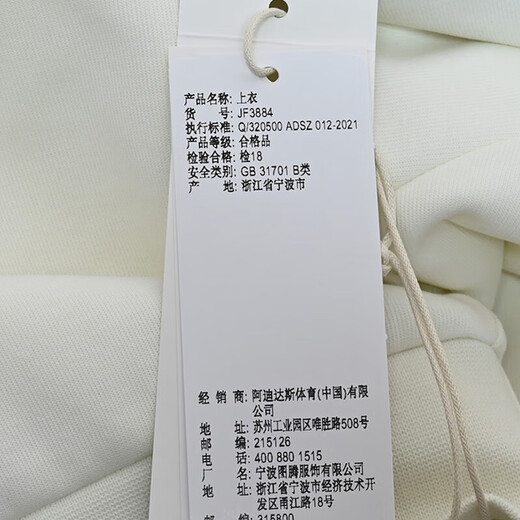 产品名称: 上衣
货 号: JF3884
执行标准: Q/320500 ADSZ 012-2021
产品等级: 合格品
检验合格: 检18
安全类别: GB 31701 B类
产 地: 浙江省宁波市
经 销 商: 阿迪达斯体育(中国)有限
公司
地 址: 苏州工业园区唯胜路508号
邮 编: 215126
电 话: 400 880 1515
厂 名: 宁波图腾服饰有限公司
地 址: 浙江省宁波市经济技术开
发区甬江路18号
邮 编: 315800